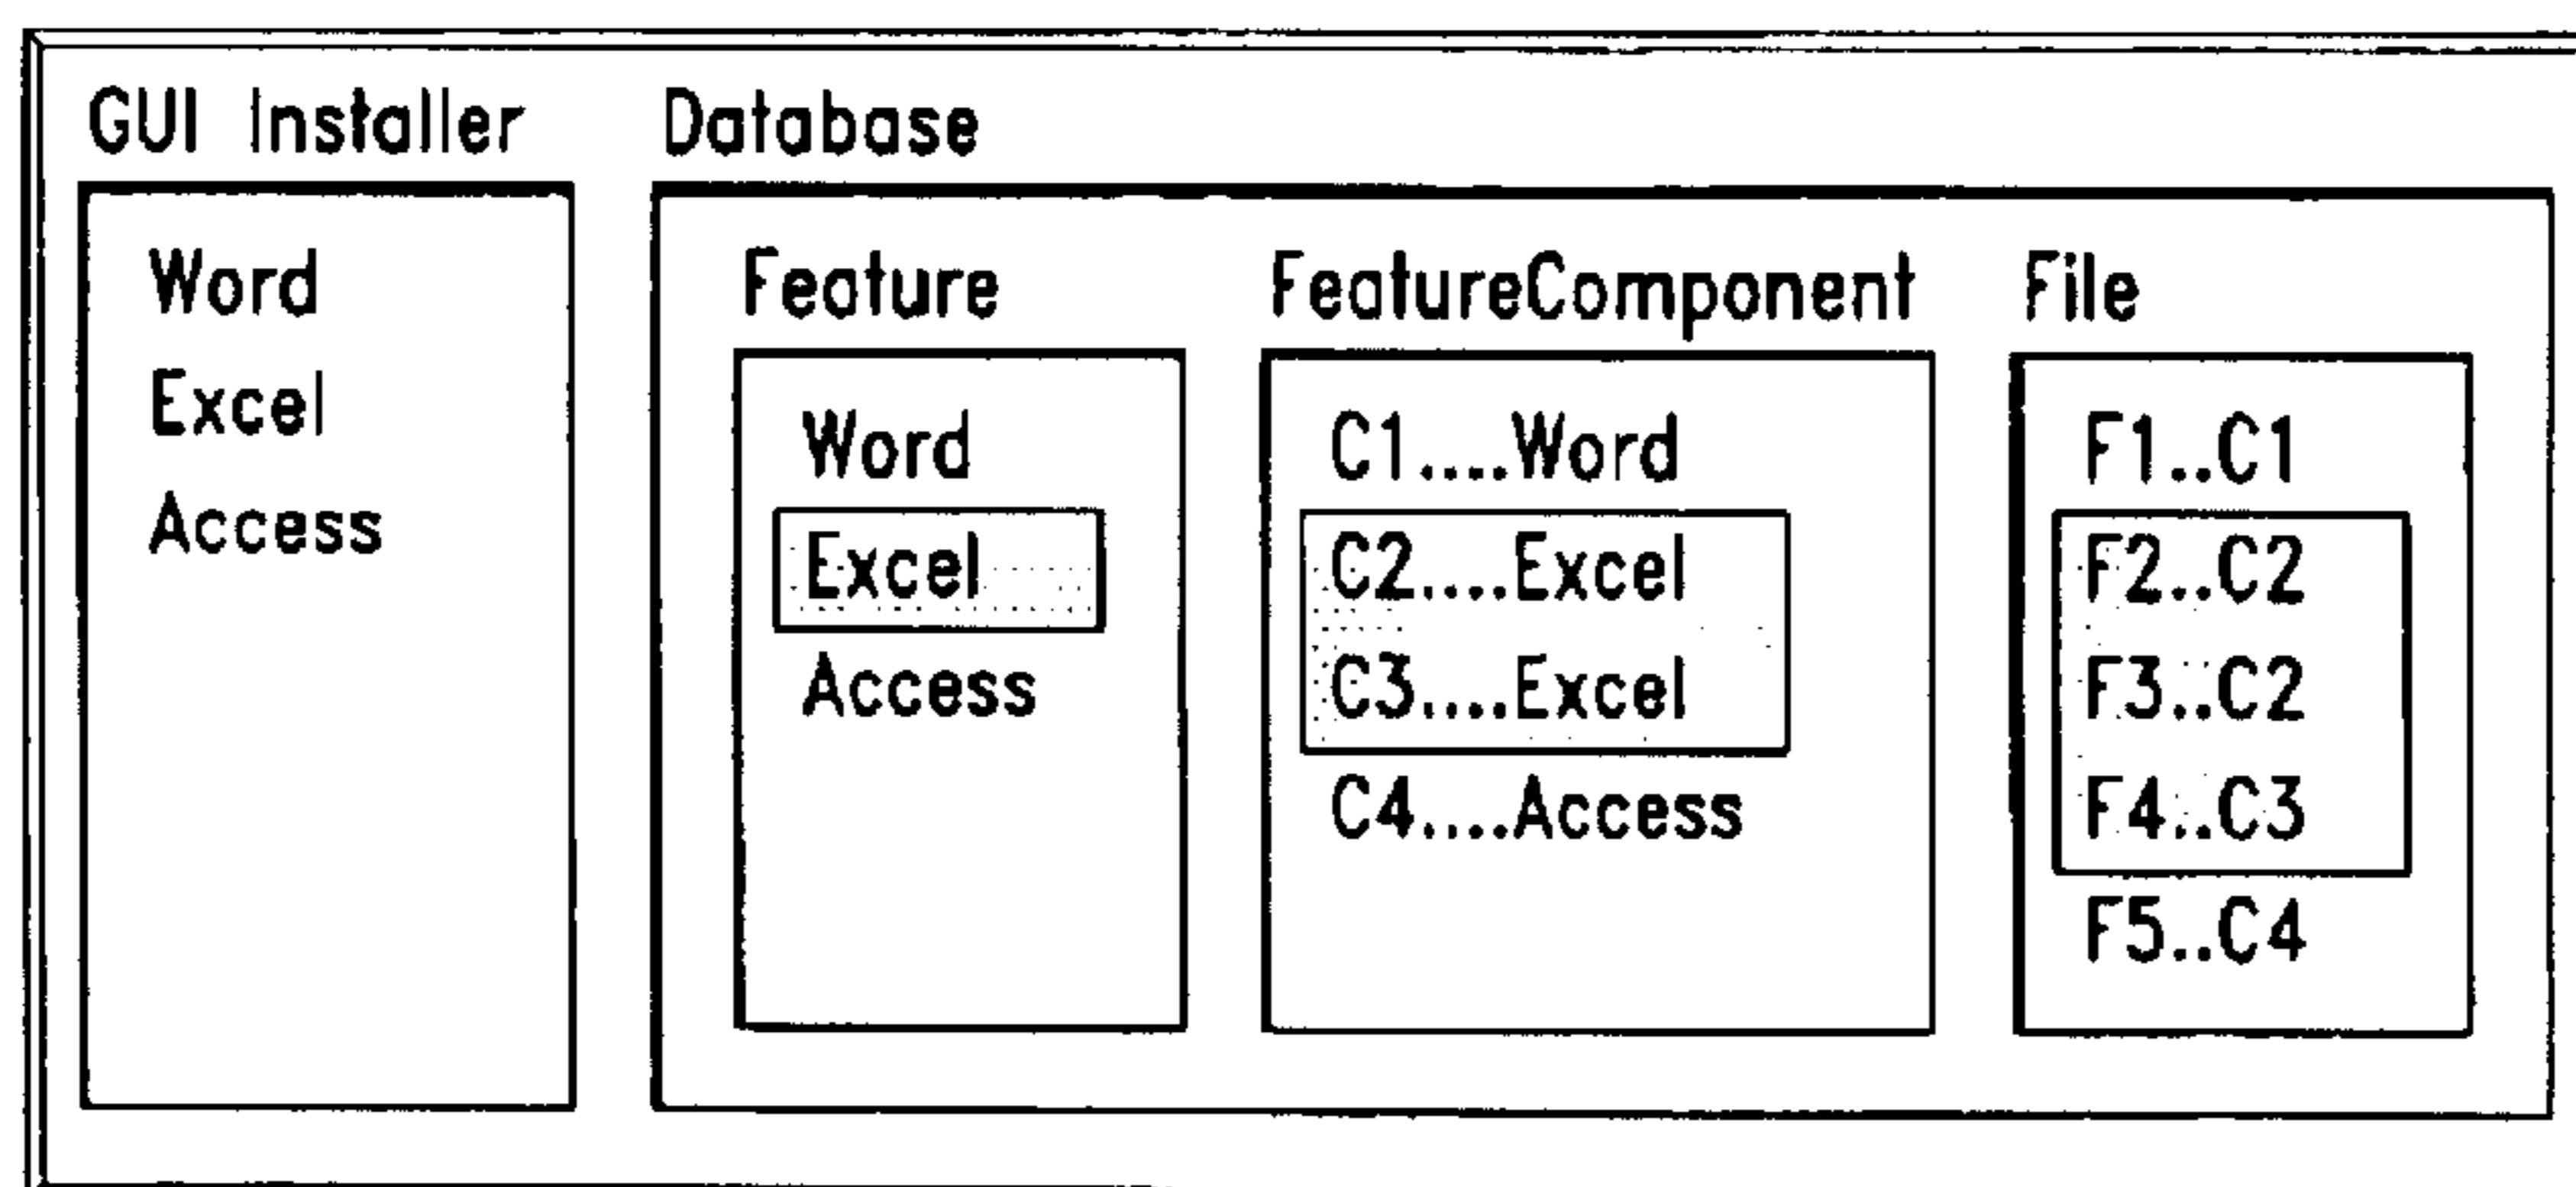 GUI Installer
Word
Excel
Access
Database
Feature
Word
Excel
Access
FeatureComponent
C1....Word
C2....Excel
C3....Excel
C4....Access
File
F1..C1
F2..C2
F3..C2
F4..C3
F5..C4